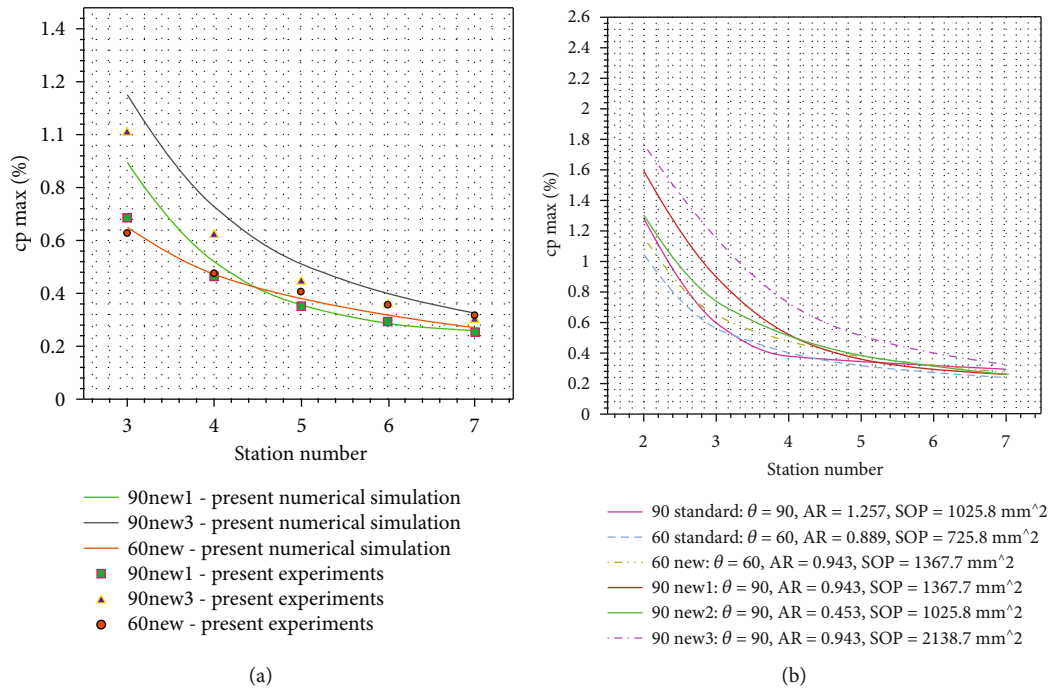 1.4
1.2
1.1
0.8
0.6
0.4
0.2
0
cp max (%)
3 4 5 6 7
Station number
90new1 - present numerical simulation
90new3 - present numerical simulation
60new - present numerical simulation
90new1 - present experiments
90new3 - present experiments
60new - present experiments
(a)
2.6
2.4
2.2
2
1.8
1.6
1.4
1.2
1
0.8
0.6
0.4
0.2
0
cp max (%)
2 3 4 5 6 7
Station number
90 standard: θ = 90, AR = 1.257, SOP = 1025.8 mm^2
60 standard: θ = 60, AR = 0.889, SOP = 725.8 mm^2
60 new: θ = 60, AR = 0.943, SOP = 1367.7 mm^2
90 new1: θ = 90, AR = 0.943, SOP = 1367.7 mm^2
90 new2: θ = 90, AR = 0.453, SOP = 1025.8 mm^2
90 new3: θ = 90, AR = 0.943, SOP = 2138.7 mm^2
(b)